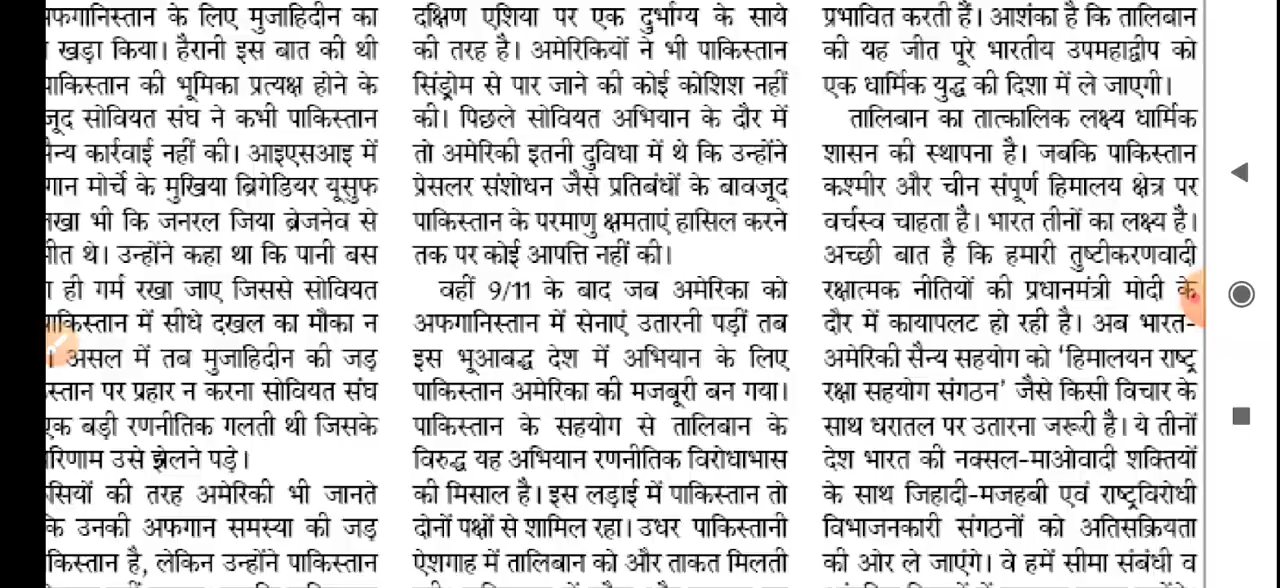 फगानिस्तान के लिए मुजाहिदीन का
खड़ा किया। हैरानी इस बात की थी
पाकिस्तान की भूमिका प्रत्यक्ष होने के
जूद सोवियत संघ ने कभी पाकिस्तान
सैन्य कार्रवाई नहीं की। आइएसआइ में
गान मोर्चे के मुखिया ब्रिगेडियर यूसुफ
लखा भी कि जनरल जिया ब्रेजनेव से
भीत थे। उन्होंने कहा था कि पानी बस
ा ही गर्म रखा जाए जिससे सोवियत
पाकिस्तान में सीधे दखल का मौका न
। असल में तब मुजाहिदीन की जड़
स्तान पर प्रहार न करना सोवियत संघ
एक बड़ी रणनीतिक गलती थी जिसके
रिणाम उसे झेलने पड़े।
सियों की तरह अमेरिकी भी जानते
कि उनकी अफगान समस्या की जड़
किस्तान है, लेकिन उन्होंने पाकिस्तान
दक्षिण एशिया पर एक दुर्भाग्य के साये
की तरह है। अमेरिकियों ने भी पाकिस्तान
सिंड्रोम से पार जाने की कोई कोशिश नहीं
की। पिछले सोवियत अभियान के दौर में
तो अमेरिकी इतनी दुविधा में थे कि उन्होंने
प्रेसलर संशोधन जैसे प्रतिबंधों के बावजूद
पाकिस्तान के परमाणु क्षमताएं हासिल करने
तक पर कोई आपत्ति नहीं की।
वहीं 9/11 के बाद जब अमेरिका को
अफगानिस्तान में सेनाएं उतारनी पड़ीं तब
इस भूआबद्ध देश में अभियान के लिए
पाकिस्तान अमेरिका की मजबूरी बन गया।
पाकिस्तान के सहयोग से तालिबान के
विरुद्ध यह अभियान रणनीतिक विरोधाभास
की मिसाल है। इस लड़ाई में पाकिस्तान तो
दोनों पक्षों से शामिल रहा। उधर पाकिस्तानी
ऐशगाह में तालिबान को और ताकत मिलती
प्रभावित करती हैं। आशंका है कि तालिबान
की यह जीत पूरे भारतीय उपमहाद्वीप को
एक धार्मिक युद्ध की दिशा में ले जाएगी।
तालिबान का तात्कालिक लक्ष्य धार्मिक
शासन की स्थापना है। जबकि पाकिस्तान
कश्मीर और चीन संपूर्ण हिमालय क्षेत्र पर
वर्चस्व चाहता है। भारत तीनों का लक्ष्य है।
अच्छी बात है कि हमारी तुष्टीकरणवादी
रक्षात्मक नीतियों की प्रधानमंत्री मोदी के
दौर में कायापलट हो रही है। अब भारत-
अमेरिकी सैन्य सहयोग को 'हिमालयन राष्ट्र
रक्षा सहयोग संगठन' जैसे किसी विचार के
साथ धरातल पर उतारना जरूरी है। ये तीनों
देश भारत की नक्सल-माओवादी शक्तियों
के साथ जिहादी-मजहबी एवं राष्ट्रविरोधी
विभाजनकारी संगठनों को अतिसक्रियता
की ओर ले जाएंगे। वे हमें सीमा संबंधी व